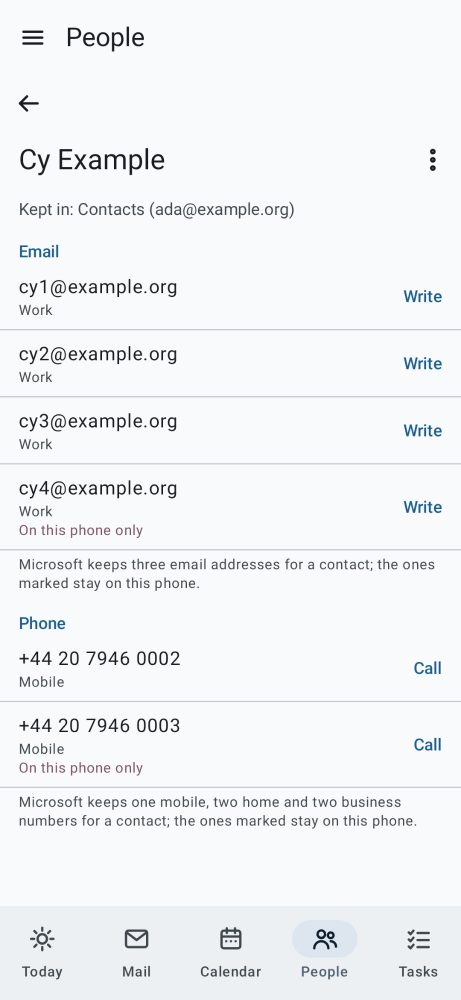 People
Cy Example
Kept in: Contacts (ada@example.org)
Email
cy1@example.org
Work
Write
cy2@example.org
Work
Write
cy3@example.org
Work
Write
cy4@example.org
Work
On this phone only
Write
Microsoft keeps three email addresses for a contact; the ones
marked stay on this phone.
Phone
+44 20 7946 0002
Mobile
Call
+44 20 7946 0003
Mobile
On this phone only
Call
Microsoft keeps one mobile, two home and two business
numbers for a contact; the ones marked stay on this phone.
Today
Mail
Calendar
People
Tasks